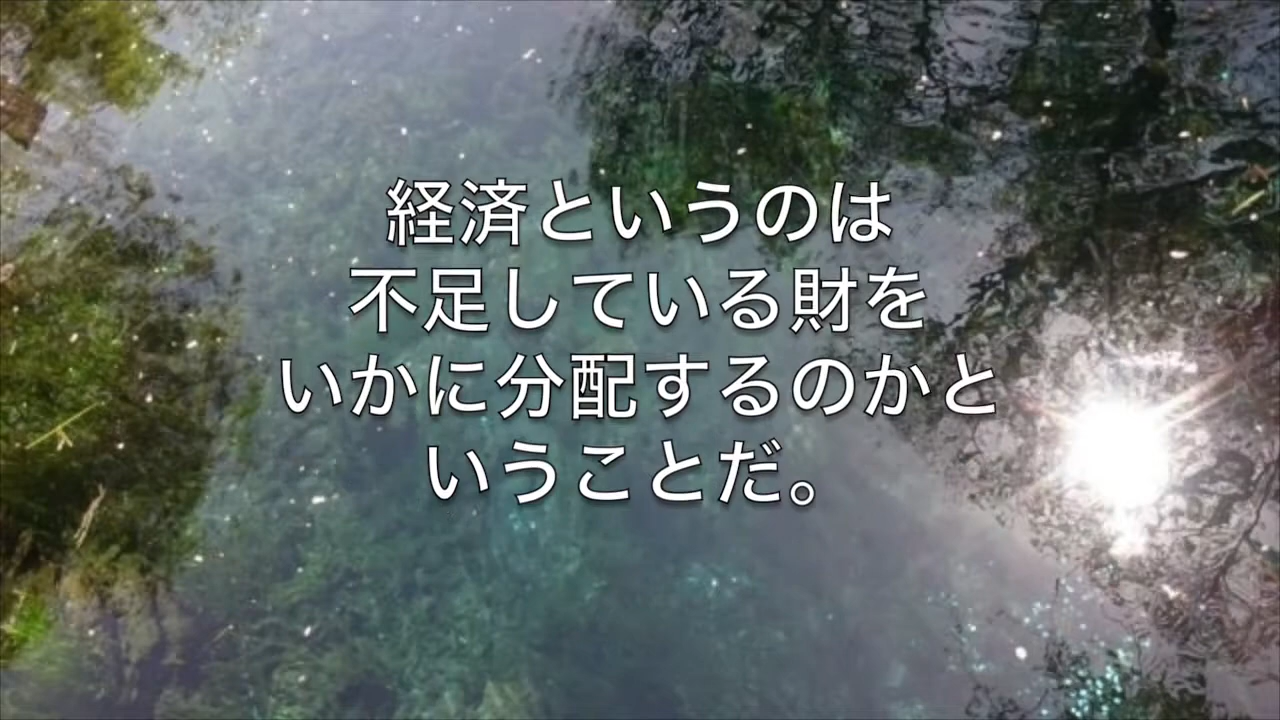 経済というのは
不足している財を
いかに分配するのかと
いうことだ。